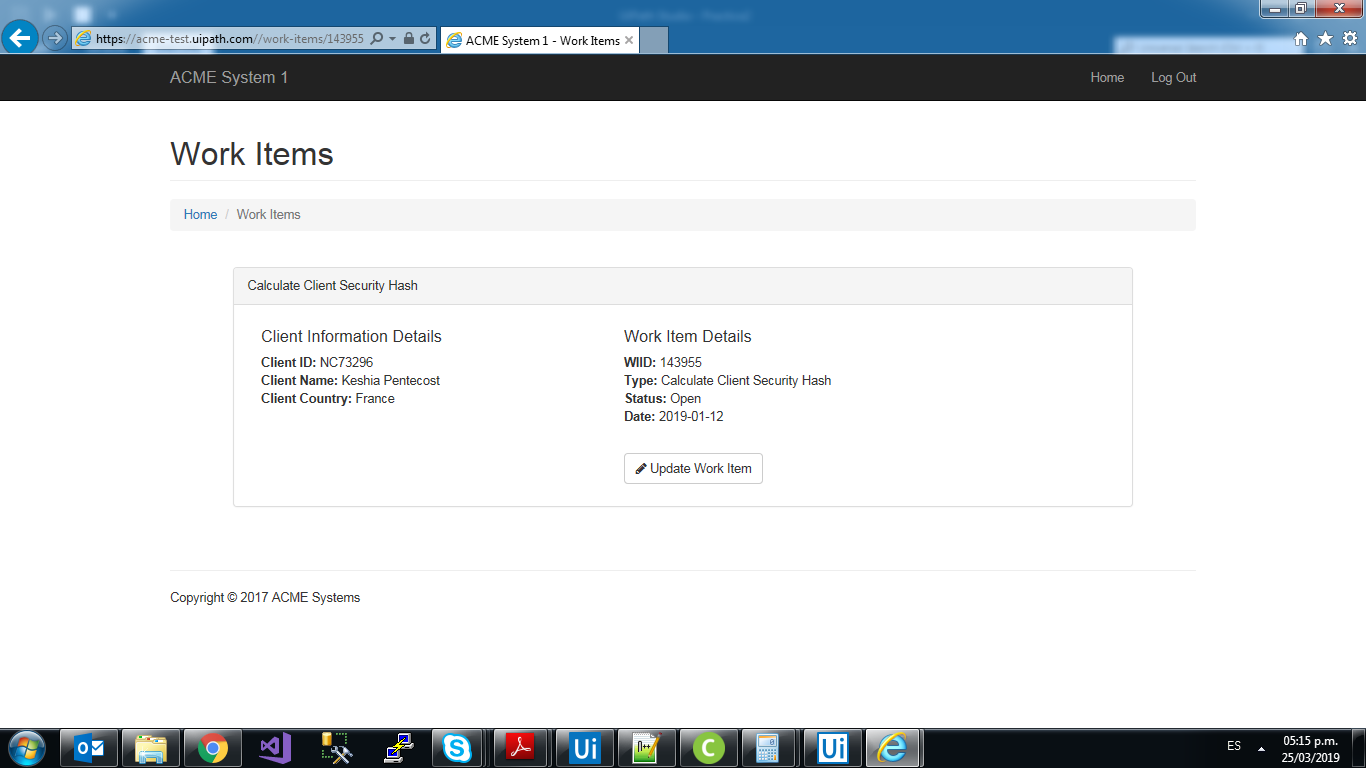 https://acme-test.uipath.com//work-items/143955
ACME System 1 - Work Items
ACME System 1
Home
Log Out
Work Items
Home / Work Items
Calculate Client Security Hash
Client Information Details
Client ID: NC73296
Client Name: Keshia Pentecost
Client Country: France
Work Item Details
WIID: 143955
Type: Calculate Client Security Hash
Status: Open
Date: 2019-01-12
Update Work Item
Copyright © 2017 ACME Systems
Ui
C
Ui
ES
05:15 p.m.
25/03/2019